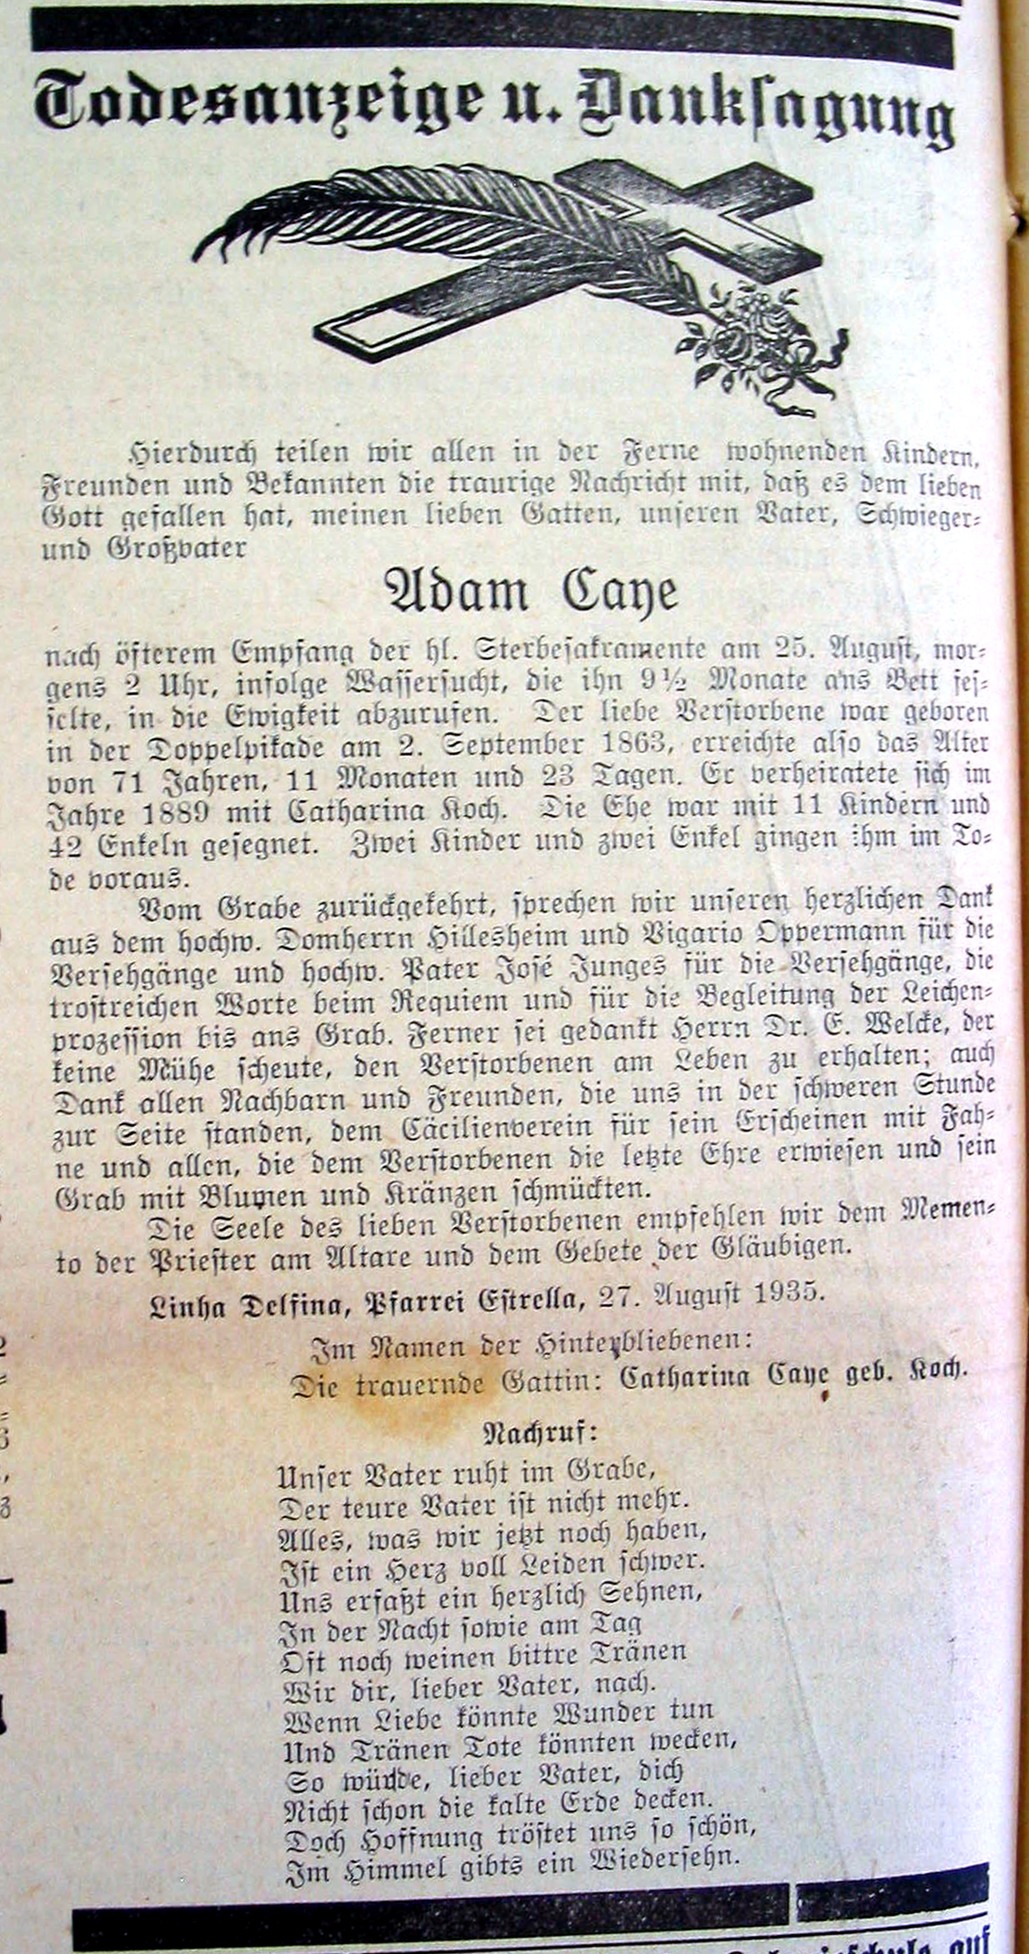 Todesanzeige u. Dankſagung
Hierdurch teilen wir allen in der Ferne wohnenden Kindern,
Freunden und Bekannten die traurige Nachricht mit, daß es dem lieben
Gott gefallen hat, meinen lieben Gatten, unſeren Vater, Schwieger-
und Großvater
Adam Caye
nach öfterem Empfang der hl. Sterbeſakramente am 25. Auguſt, mor-
gens 2 Uhr, infolge Waſſerſucht, die ihn 9½ Monate ans Bett feſ-
ſelte, in die Ewigkeit abzurufen. Der liebe Verſtorbene war geboren
in der Doppelpikade am 2. September 1863, erreichte alſo das Alter
von 71 Jahren, 11 Monaten und 23 Tagen. Er verheiratete ſich im
Jahre 1889 mit Catharina Koch. Die Ehe war mit 11 Kindern und
42 Enkeln geſegnet. Zwei Kinder und zwei Enkel gingen ihm im To-
de voraus.
Vom Grabe zurückgekehrt, ſprechen wir unſeren herzlichen Dank
aus dem hochw. Domherrn Hillesheim und Vigario Oppermann für die
Verſehgänge und hochw. Pater Joſé Junges für die Verſehgänge, die
troſtreichen Worte beim Requiem und für die Begleitung der Leichen-
prozeſſion bis ans Grab. Ferner ſei gedankt Herrn Dr. E. Welcke, der
keine Mühe ſcheute, den Verſtorbenen am Leben zu erhalten; auch
Dank allen Nachbarn und Freunden, die uns in der ſchweren Stunde
zur Seite ſtanden, dem Cäcilienverein für ſein Erſcheinen mit Fah-
ne und allen, die dem Verſtorbenen die letzte Ehre erwieſen und ſein
Grab mit Blumen und Kränzen ſchmückten.
Die Seele des lieben Verſtorbenen empfehlen wir dem Memen-
to der Prieſter am Altare und dem Gebete der Gläubigen.
Linha Delfina, Pfarrei Eſtrella, 27. Auguſt 1935.
Im Namen der Hinterbliebenen:
Die trauernde Gattin: Catharina Caye geb. Koch.
Nachruf:
Unſer Vater ruht im Grabe,
Der teure Vater iſt nicht mehr.
Alles, was wir jetzt noch haben,
Iſt ein Herz voll Leiden ſchwer.
Uns erfaßt ein herzlich Sehnen,
In der Nacht ſowie am Tag
Oft noch weinen bittre Tränen
Wir dir, lieber Vater, nach.
Wenn Liebe könnte Wunder tun
Und Tränen Tote könnten wecken,
So würde, lieber Vater, dich
Nicht ſchon die kalte Erde decken.
Doch Hoffnung tröſtet uns ſo ſchön,
Im Himmel gibts ein Wiederſehn.
auf